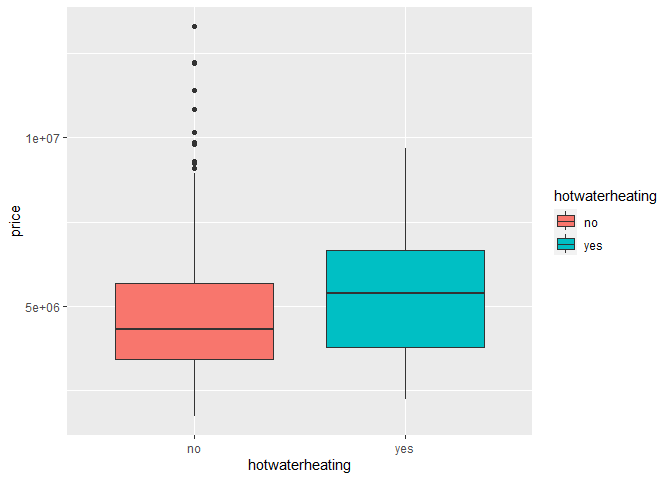 1e+07
5e+06
price
no
yes
hotwaterheating
hotwaterheating
no
yes